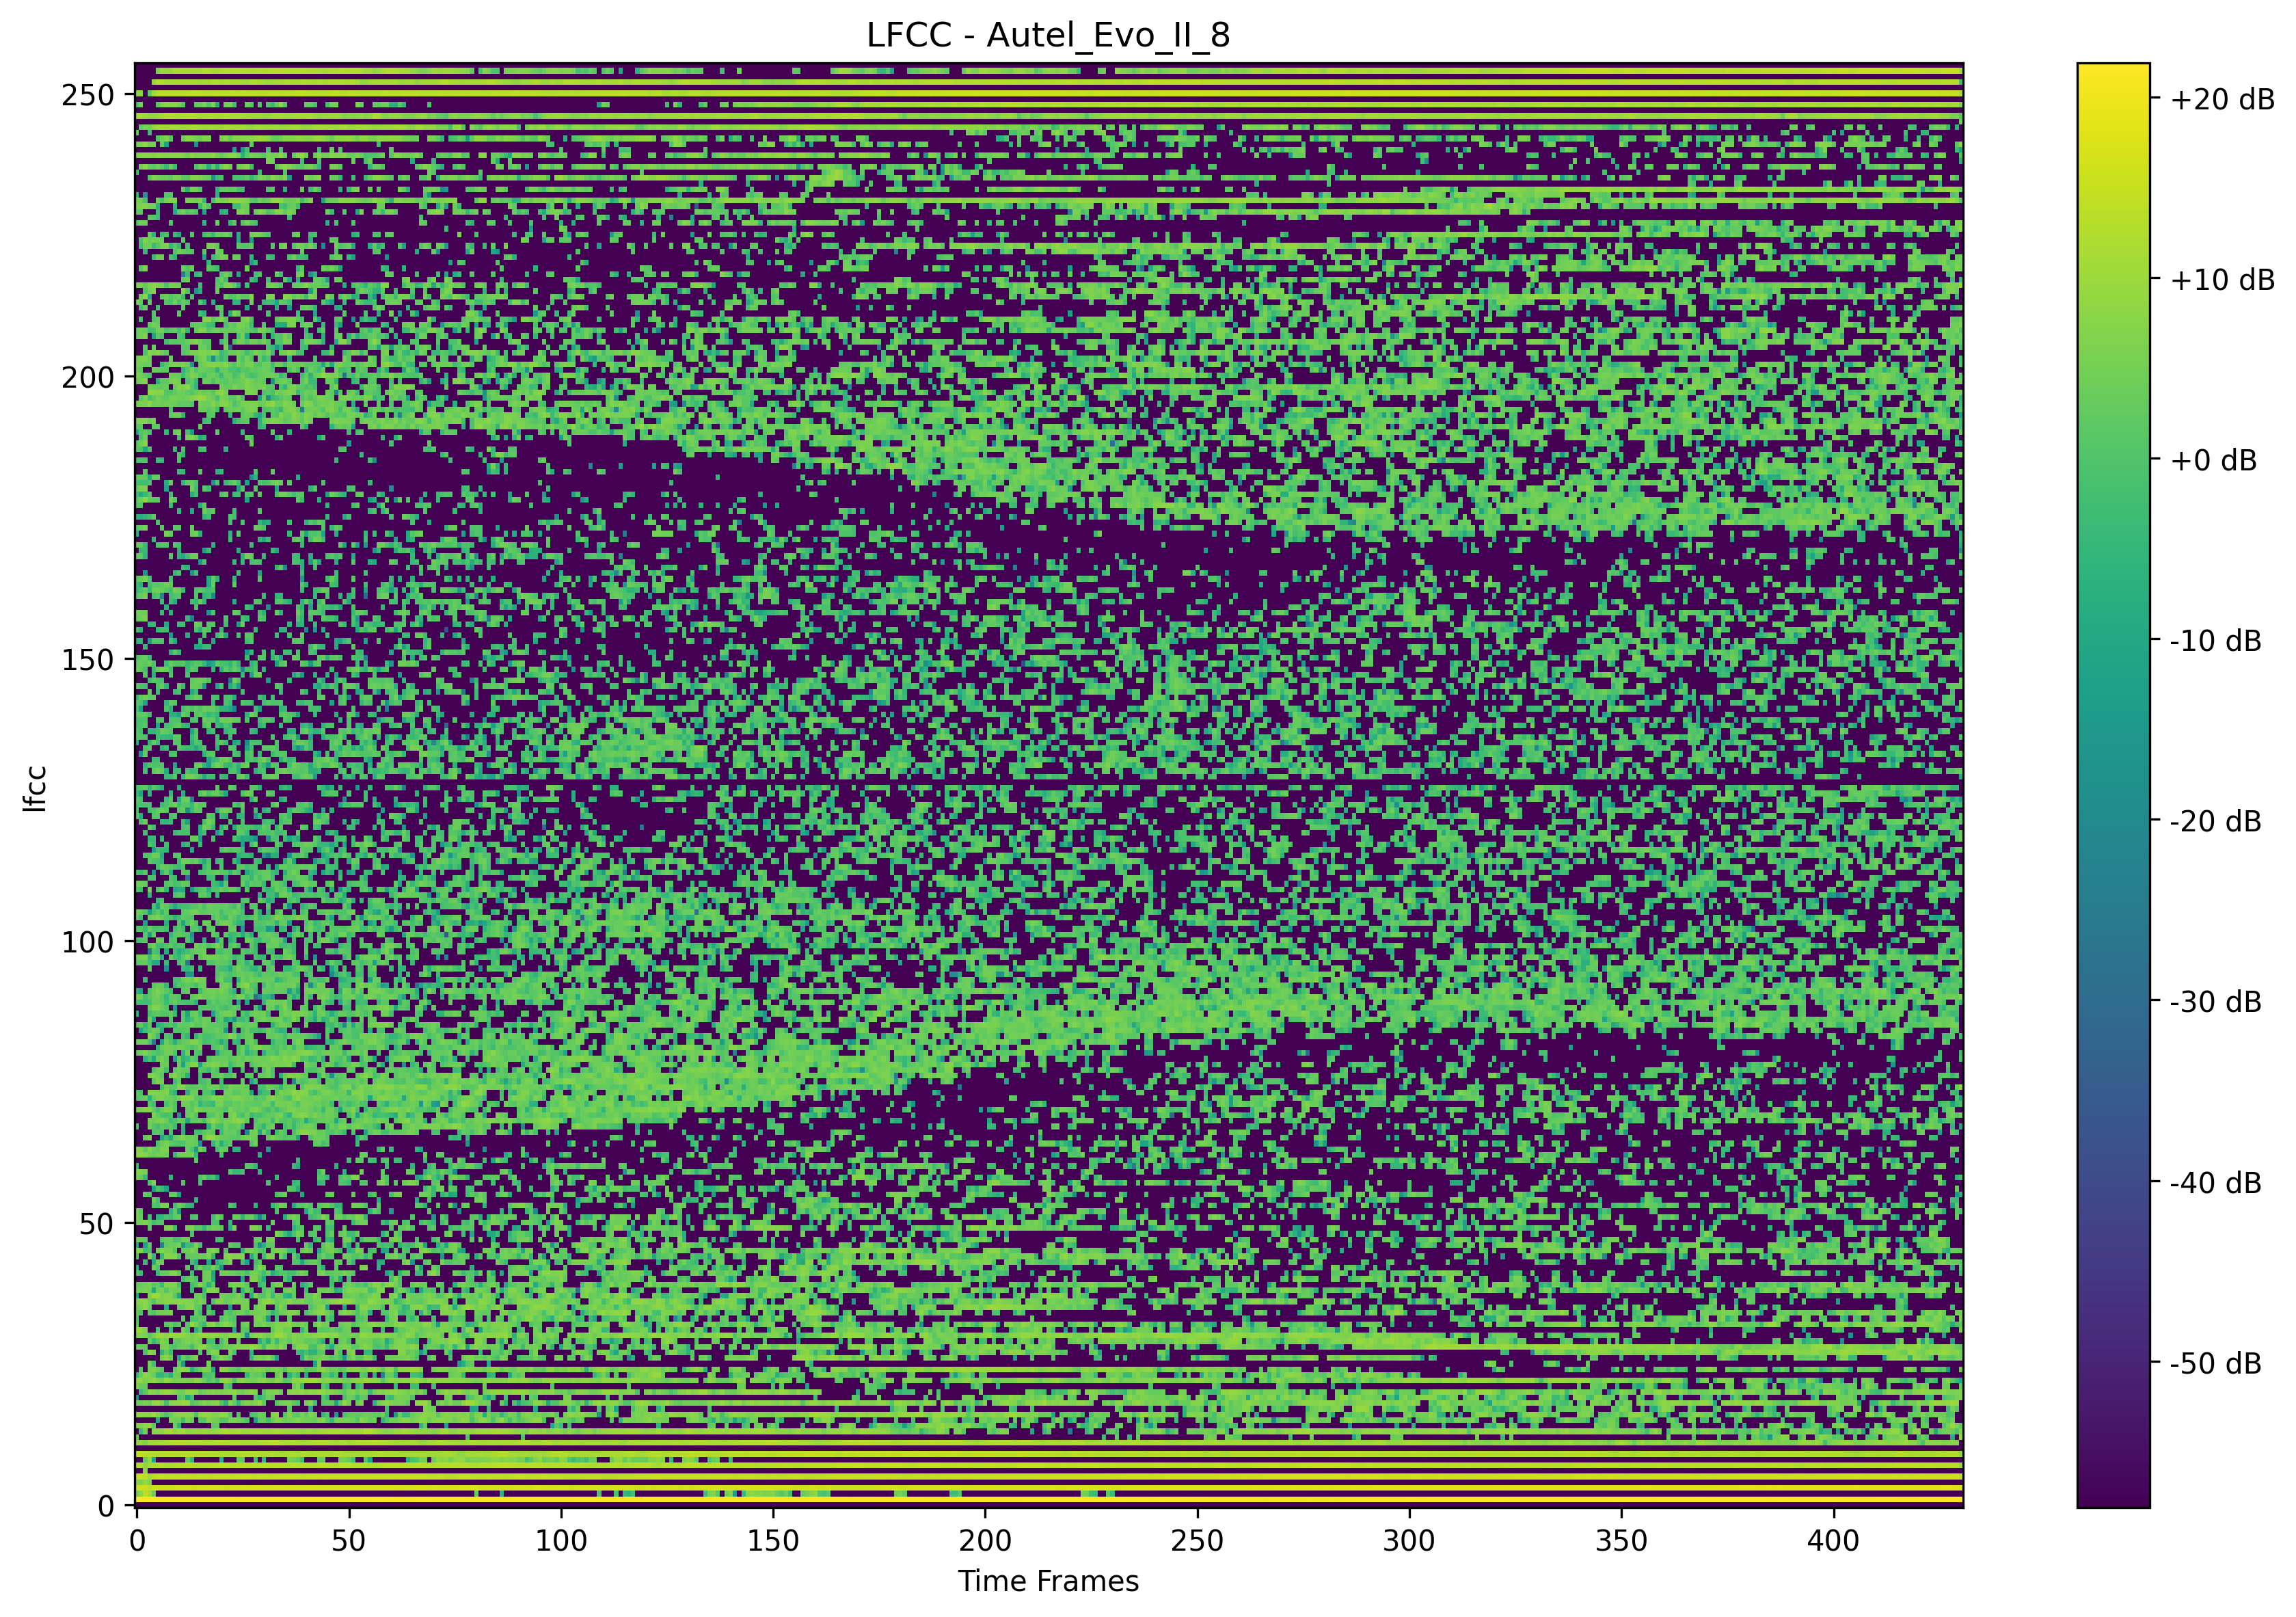 LFCC - Autel_Evo_II_8
250
200
150
100
50
0
lfcc
0
50
100
150
200
250
300
350
400
Time Frames
+20 dB
+10 dB
+0 dB
-10 dB
-20 dB
-30 dB
-40 dB
-50 dB